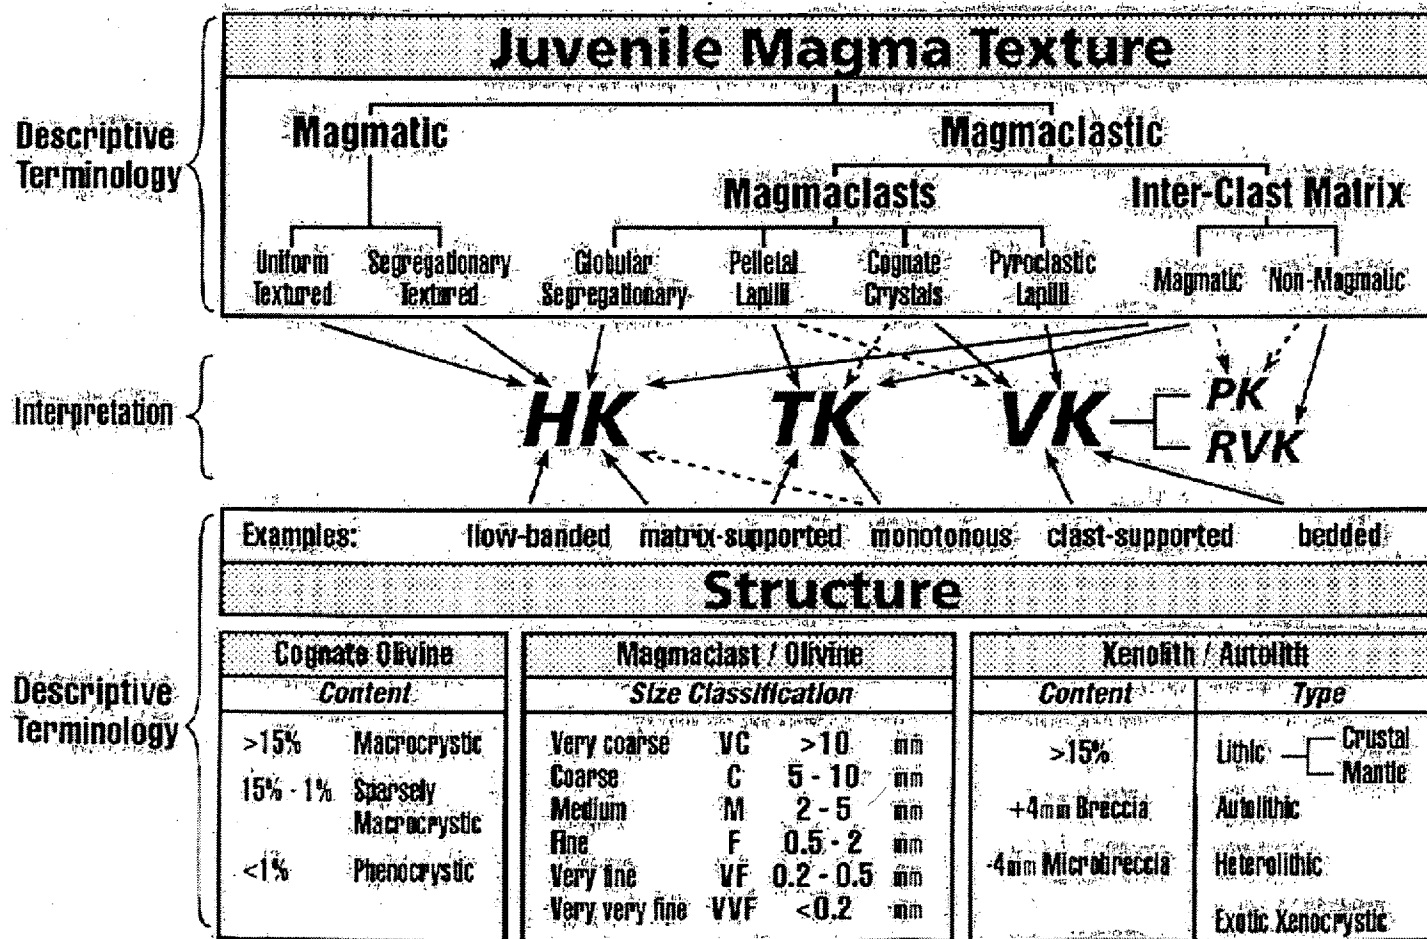 Juvenile Magma Texture
Descriptive
Terminology
Magmatic
Magmaclastic
Magmaclasts
Inter-Clast Matrix
Uniform
Textured
Segregationary
Textured
Globular
Segregationary
Pelletal
Lapilli
Cognate
Crystals
Pyroclastic
Lapilli
Magmatic
Non-Magmatic
Interpretation
HK
TK
VK
PK
RVK
Examples:
flow-banded
matrix-supported
monotonous
clast-supported
bedded
Structure
Descriptive
Terminology
Cognate Olivine
Content
>15% Macrocrystic
15% - 1% Sparsely
Macrocrystic
<1% Phenocrystic
Magmaclast / Olivine
Size Classification
Very coarse VC >10 mm
Coarse C 5 - 10 mm
Medium M 2 - 5 mm
Fine F 0.5 - 2 mm
Very fine VF 0.2 - 0.5 mm
Very very fine VVF <0.2 mm
Xenolith / Autolith
Content
>15%
+4mm Breccia
-4mm Microbreccia
Type
Lithic
Crustal
Mantle
Autolithic
Heterolithic
Exotic Xenocrystic